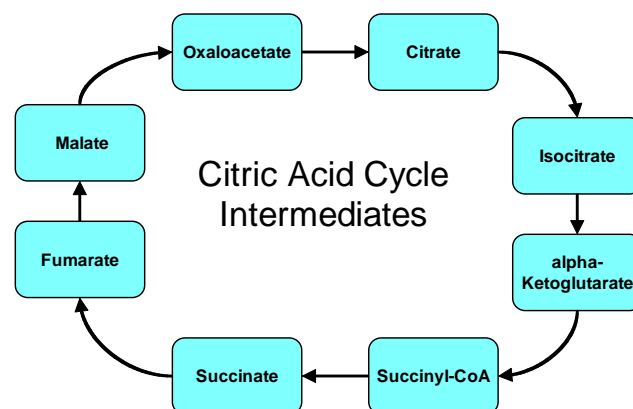 Oxaloacetate
Citrate
Isocitrate
alpha-
Ketoglutarate
Succinyl-CoA
Succinate
Fumarate
Malate
Citric Acid Cycle
Intermediates